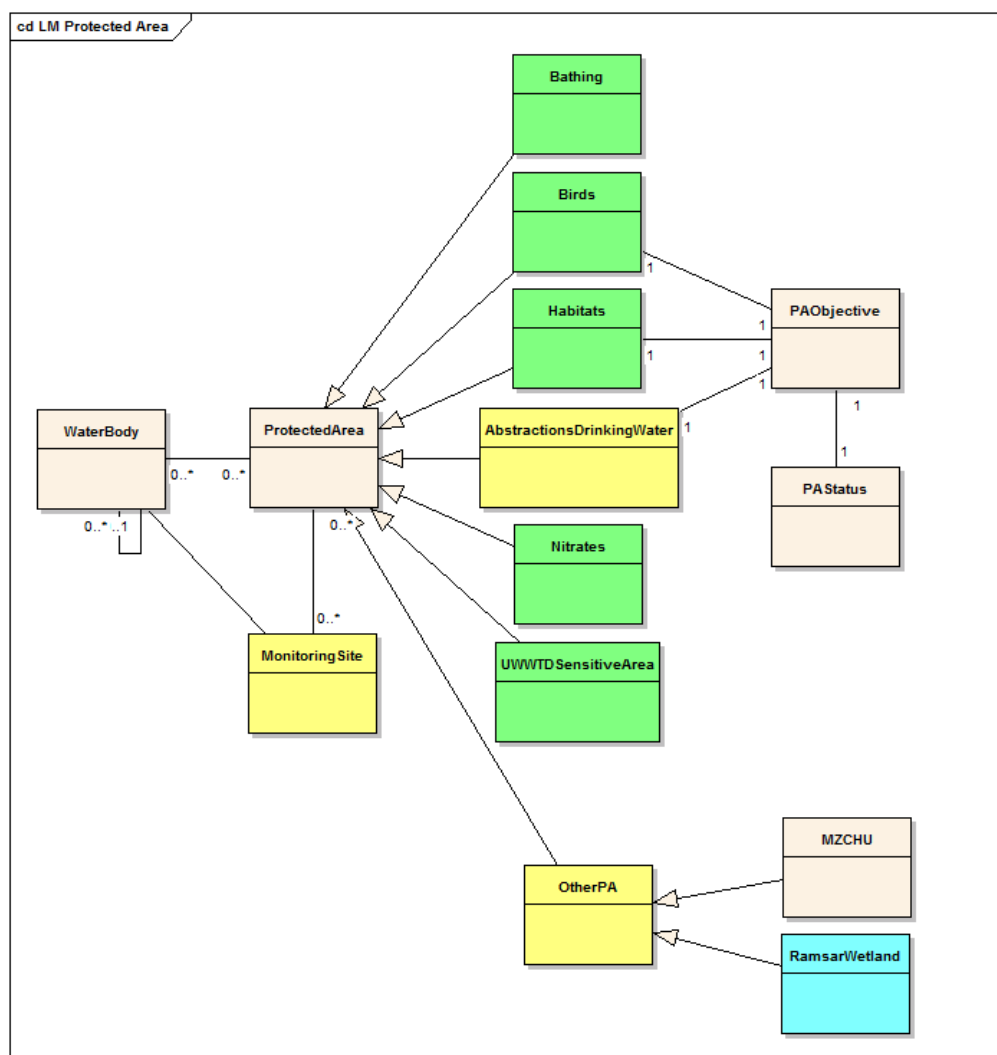 cd LM Protected Area
Bathing
Birds
1
Habitats
1
PAObjective
1
1
1
1
AbstractionsDrinkingWater
1
1
PAStatus
WaterBody
0..*
0..*
ProtectedArea
0..*
0..* ..1
0..*
MonitoringSite
Nitrates
UWWTDSensitiveArea
OtherPA
MZCHU
RamsarWetland